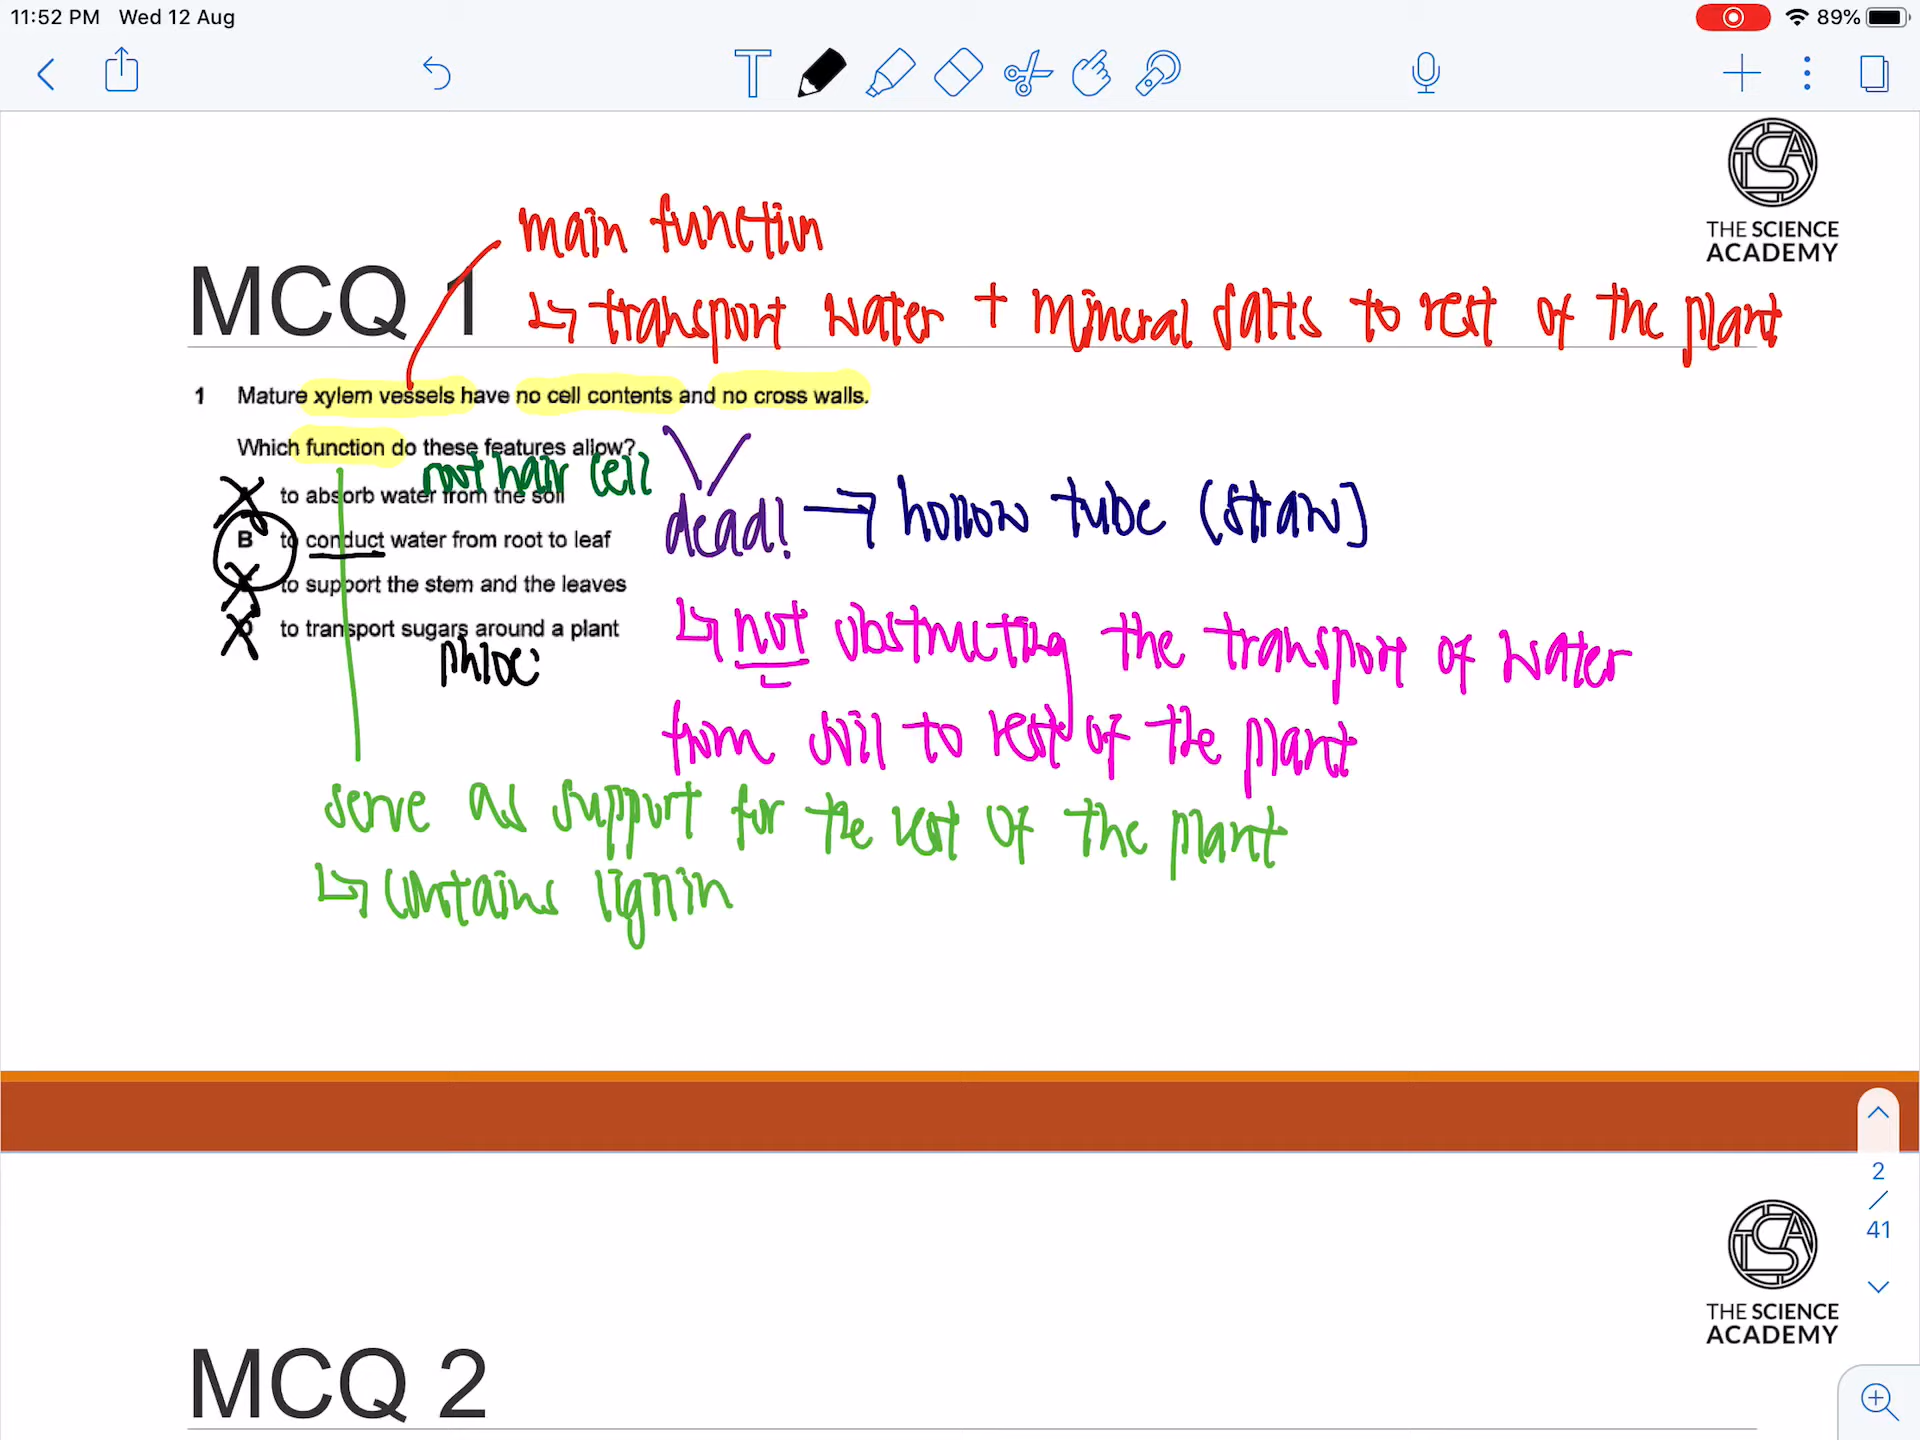 11:52 PM Wed 12 Aug
89%
THE SCIENCE
ACADEMY
main function
MCQ 1
↳ transport water + mineral salts to rest of the plant
1 Mature xylem vessels have no cell contents and no cross walls.
Which function do these features allow?
root hair cell
to absorb water from the soil
dead! → hollow tube (straw)
B to conduct water from root to leaf
to support the stem and the leaves
to transport sugars around a plant
↳ not obstructing the transport of water
from soil to rest of the plant
serve as support for the rest of the plant
↳ contains lignin
2
/
41
THE SCIENCE
ACADEMY
MCQ 2